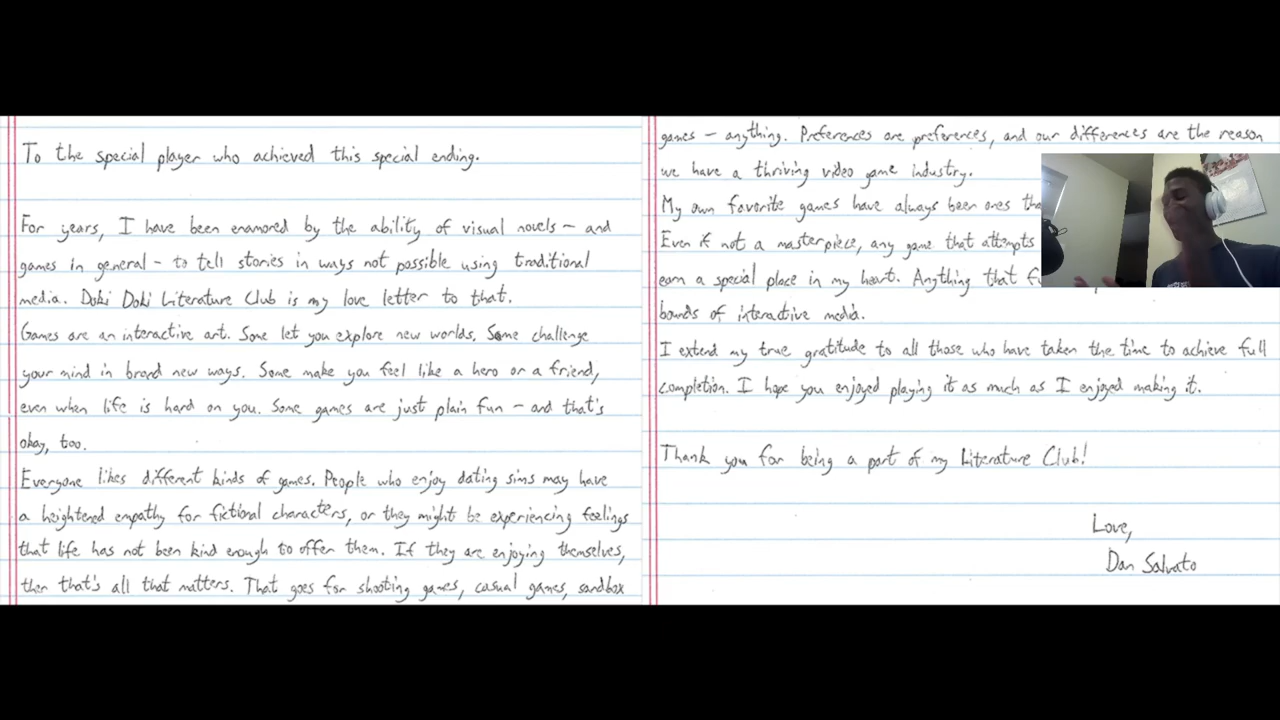 To the special player who achieved this special ending.
For years, I have been enamored by the ability of visual novels - and
games in general - to tell stories in ways not possible using traditional
media. Doki Doki Literature Club is my love letter to that.
Games are an interactive art. Some let you explore new worlds. Some challenge
your mind in brand new ways. Some make you feel like a hero or a friend,
even when life is hard on you. Some games are just plain fun - and that's
okay, too.
Everyone likes different kinds of games. People who enjoy dating sims may have
a heightened empathy for fictional characters, or they might be experiencing feelings
that life has not been kind enough to offer them. If they are enjoying themselves,
then that's all that matters. That goes for shooting games, casual games, sandbox
games - anything. Preferences are preferences, and our differences are the reason
we have a thriving video game industry.
My own favorite games have always been ones
Even if not a masterpiece, any game that attempts
earn a special place in my heart. Anything that
bounds of interactive media.
I extend my true gratitude to all those who have taken the time to achieve full
completion. I hope you enjoyed playing it as much as I enjoyed making it.
Thank you for being a part of my Literature Club!
Love,
Dan Salvato